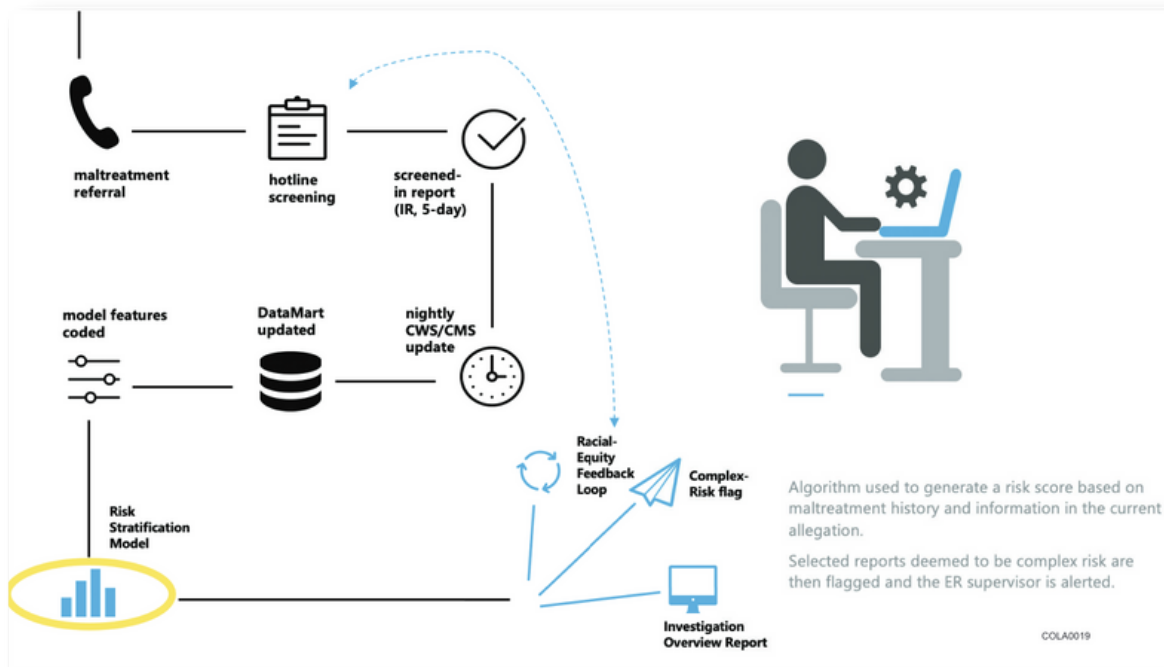 maltreatment
referral
hotline
screening
screened-
in report
(IR, 5-day)
model features
coded
DataMart
updated
nightly
CWS/CMS
update
Racial-
Equity
Feedback
Loop
Complex-
Risk flag
Risk
Stratification
Model
Investigation
Overview Report
Algorithm used to generate a risk score based on
maltreatment history and information in the current
allegation.
Selected reports deemed to be complex risk are
then flagged and the ER supervisor is alerted.
COLA0019